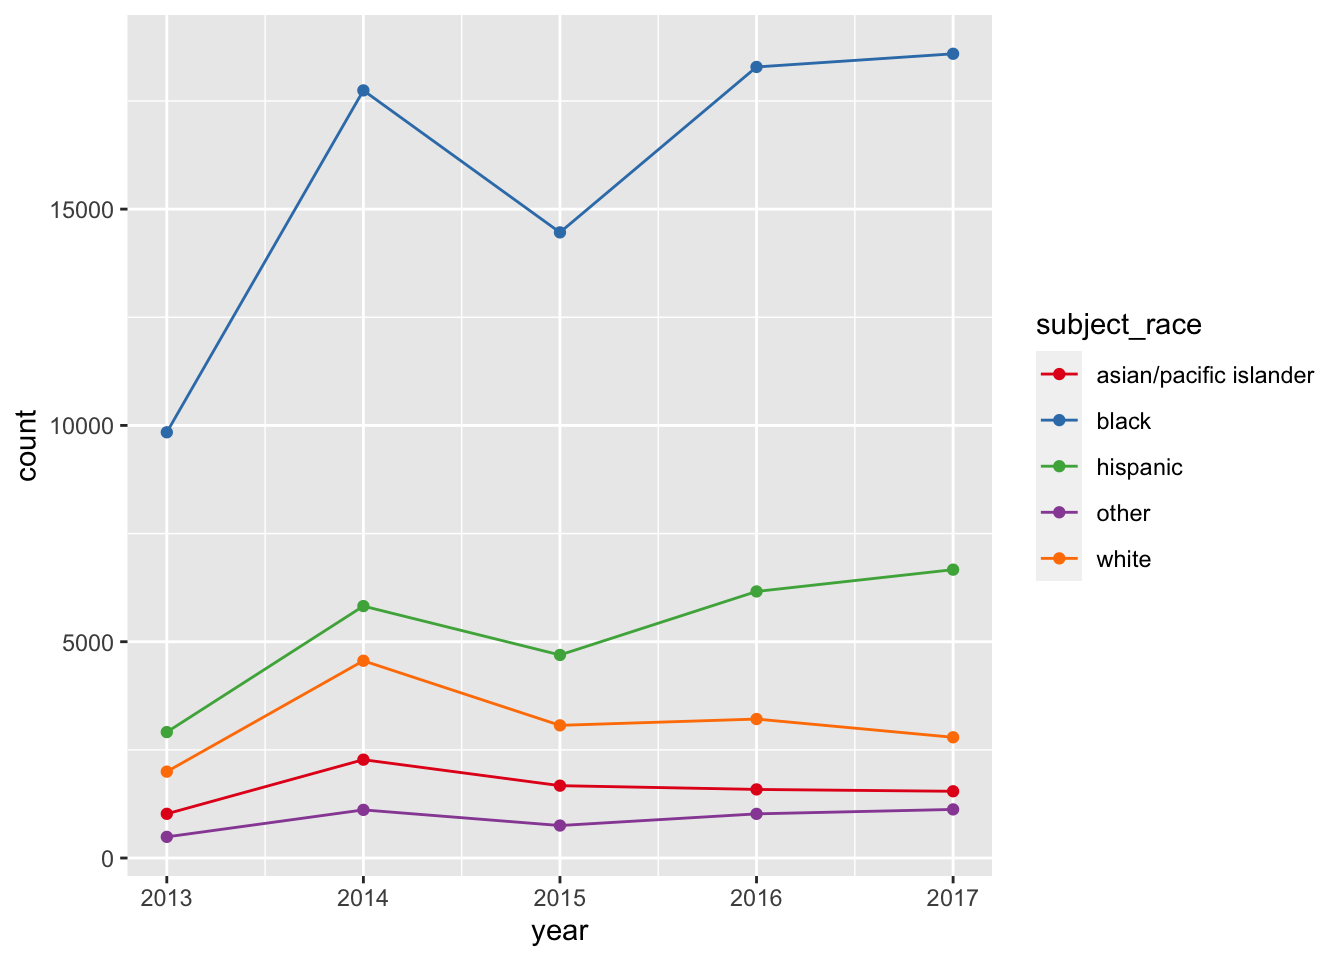 count
15000
10000
5000
0
2013 2014 2015 2016 2017
year
subject_race
asian/pacific islander
black
hispanic
other
white